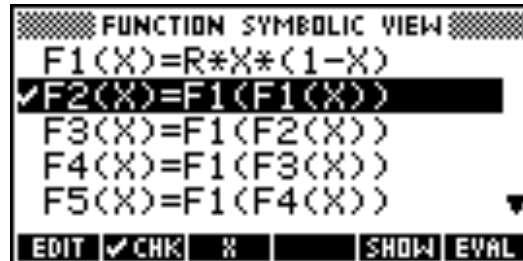 FUNCTION SYMBOLIC VIEW
F1(X)=R*X*(1-X)
✓F2(X)=F1(F1(X))
F3(X)=F1(F2(X))
F4(X)=F1(F3(X))
F5(X)=F1(F4(X))
EDIT ✓CHK X SHOW EVAL